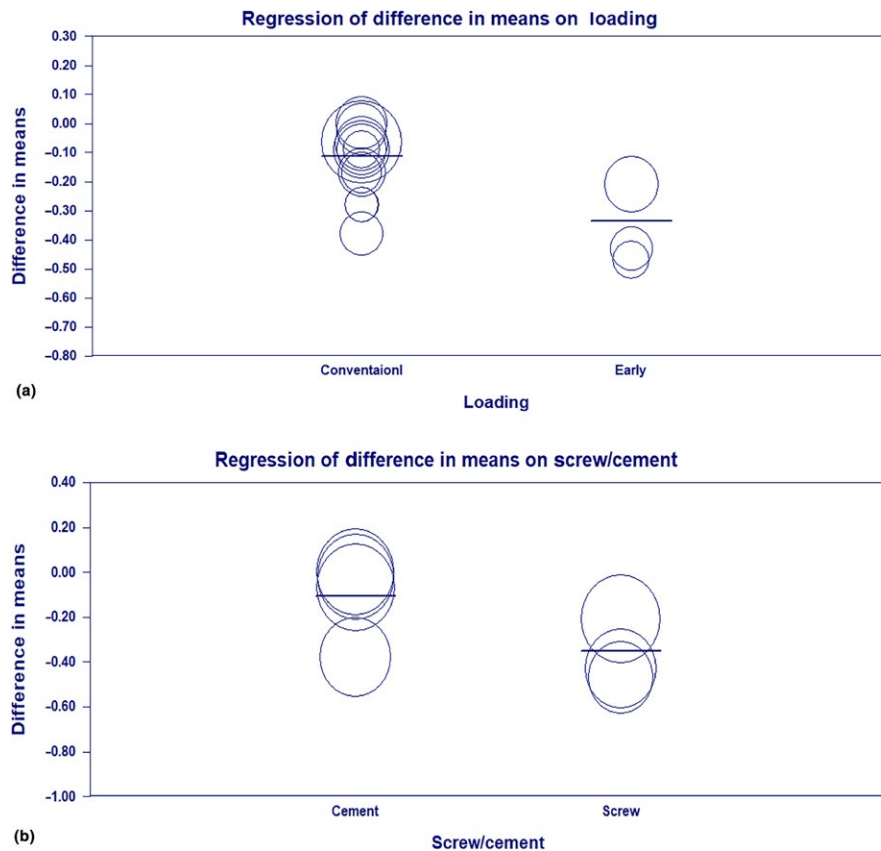 Regression of difference in means on loading
0.30
0.20
0.10
0.00
–0.10
–0.20
–0.30
–0.40
–0.50
–0.60
–0.70
–0.80
Difference in means
Conventaionl Early
(a)
Loading
Regression of difference in means on screw/cement
0.40
0.20
0.00
–0.20
–0.40
–0.60
–0.80
–1.00
Difference in means
Cement Screw
(b)
Screw/cement